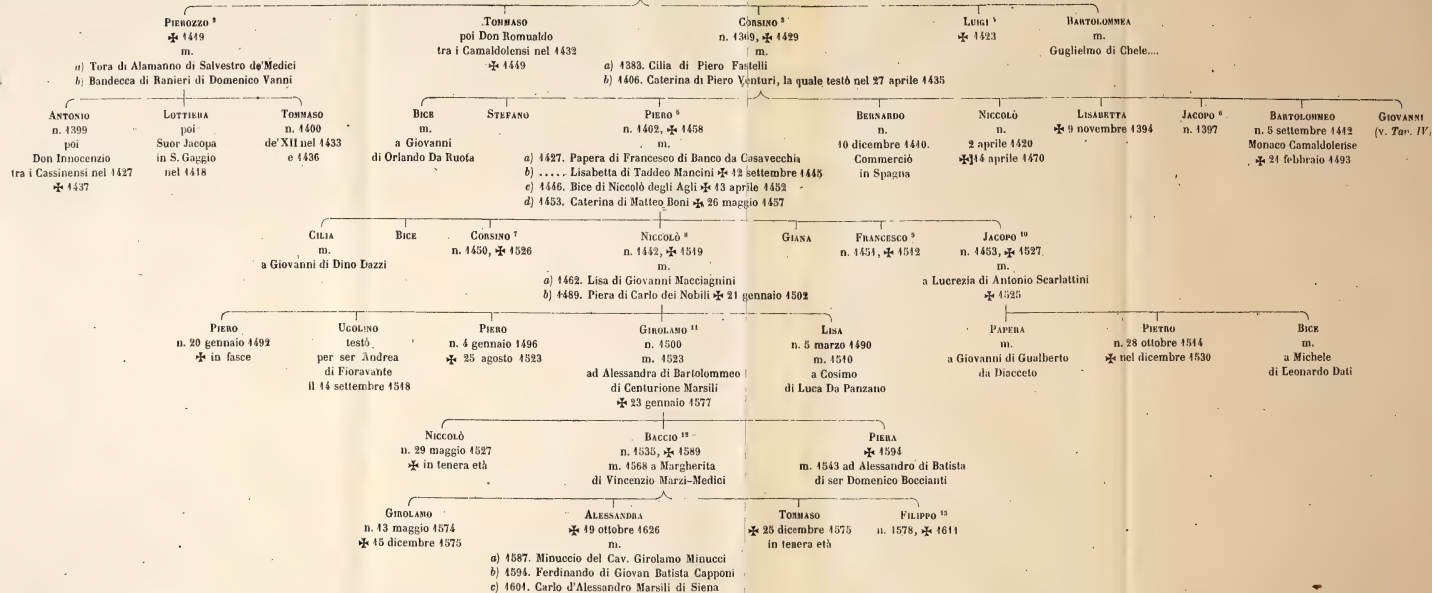 PIEROZZO ²
✠ 1419
m.
a) Tora di Alamanno di Salvestro de'Medici
b) Bandecca di Ranieri di Domenico Vanni
TOMMASO
poi Don Romualdo
tra i Camaldolensi nel 1432
✠ 1449
CORSINO ³
n. 1369, ✠ 1429
m.
a) 1383. Cilia di Piero Fastelli
b) 1406. Caterina di Piero Venturi, la quale testò nel 27 aprile 1435
LUIGI ⁴
✠ 1423
BARTOLOMMEA
m.
Guglielmo di Chele....
ANTONIO
n. 1399
poi
Don Innocenzio
tra i Cassinensi nel 1427
✠ 1437
LOTTIERA
poi
Suor Jacopa
in S. Gaggio
nel 1418
TOMMASO
n. 1400
de'XII nel 1433
e 1436
BICE
m.
a Giovanni
di Orlando Da Ruota
STEFANO
PIERO ⁵
n. 1402, ✠ 1458
m.
a) 1427. Papera di Francesco di Banco da Casavecchia
b) ..... Lisabetta di Taddeo Mancini ✠ 12 settembre 1445
c) 1446. Bice di Niccolò degli Agli ✠ 13 aprile 1452
d) 1453. Caterina di Matteo Boni ✠ 26 maggio 1457
BERNARDO
n.
10 dicembre 1410.
Commerciò
in Spagna
NICCOLÒ
n.
2 aprile 1420
✠ 14 aprile 1470
LISABETTA
✠ 9 novembre 1394
JACOPO ⁶
n. 1397
BARTOLOMMEO
n. 5 settembre 1412
Monaco Camaldolense
✠ 21 febbraio 1493
GIOVANNI
(v. Tav. IV,
CILIA
m.
a Giovanni di Dino Dazzi
BICE
CORSINO ⁷
n. 1450, ✠ 1526
NICCOLÒ ⁸
n. 1442, ✠ 1519
m.
a) 1462. Lisa di Giovanni Macciagnini
b) 1489. Piera di Carlo dei Nobili ✠ 21 gennaio 1502
GIANA
FRANCESCO ⁹
n. 1451, ✠ 1512
JACOPO ¹⁰
n. 1453, ✠ 1527
m.
a Lucrezia di Antonio Scarlattini
✠ 1525
PIERO
n. 20 gennaio 1492
✠ in fasce
UGOLINO
testò
per ser Andrea
di Fioravante
il 14 settembre 1518
PIERO
n. 4 gennaio 1496
✠ 25 agosto 1523
GIROLAMO ¹¹
n. 1500
m. 1523
ad Alessandra di Bartolommeo
di Centurione Marsili
✠ 23 gennaio 1577
LISA
n. 5 marzo 1490
m. 1510
a Cosimo
di Luca Da Panzano
PAPERA
m.
a Giovanni di Gualberto
da Diacceto
PIETRO
n. 28 ottobre 1514
✠ nel dicembre 1530
BICE
m.
a Michele
di Leonardo Dati
NICCOLÒ
n. 29 maggio 1527
✠ in tenera età
BACCIO ¹²
n. 1535, ✠ 1589
m. 1568 a Margherita
di Vincenzio Marzi-Medici
PIERA
✠ 1594
m. 1543 ad Alessandro di Batista
di ser Domenico Boccianti
GIROLAMO
n. 13 maggio 1574
✠ 15 dicembre 1575
ALESSANDRA
✠ 19 ottobre 1626
m.
a) 1587. Minuccio del Cav. Girolamo Minucci
b) 1594. Ferdinando di Giovan Batista Capponi
c) 1601. Carlo d'Alessandro Marsili di Siena
TOMMASO
✠ 25 dicembre 1575
in tenera età
FILIPPO ¹³
n. 1578, ✠ 1611